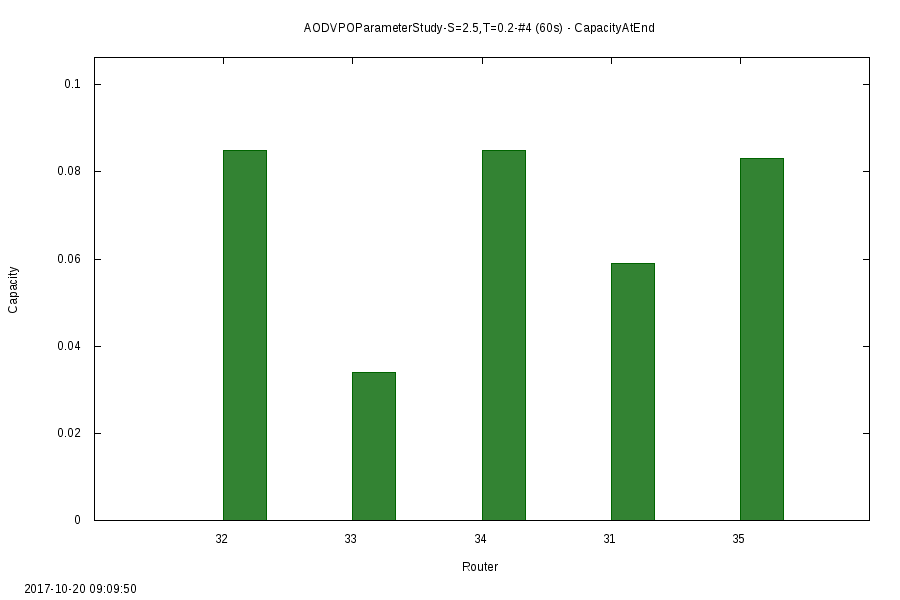 AODVPOParameterStudy-S=2.5,T=0.2-#4 (60s) - CapacityAtEnd
0.1
0.08
0.06
0.04
0.02
0
Capacity
32 33 34 31 35
Router
2017-10-20 09:09:50